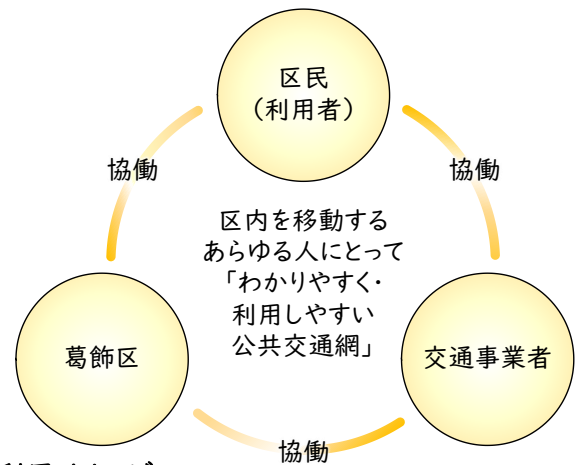 区民
（利用者）
協働
協働
区内を移動する
あらゆる人にとって
「わかりやすく・
利用しやすい
公共交通網」
葛飾区
交通事業者
協働